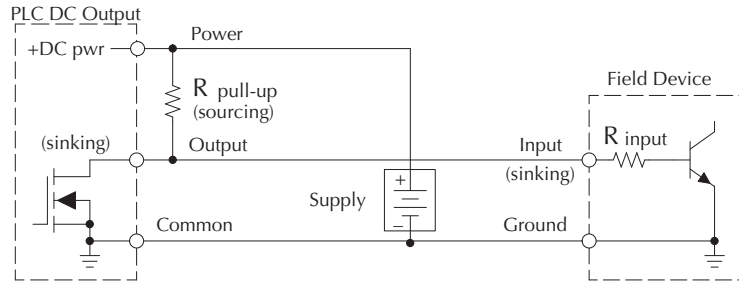 PLC DC Output
+DC pwr
Power
R pull-up
(sourcing)
Field Device
(sinking)
Output
Input
(sinking)
R input
Supply
+
–
Common
Ground